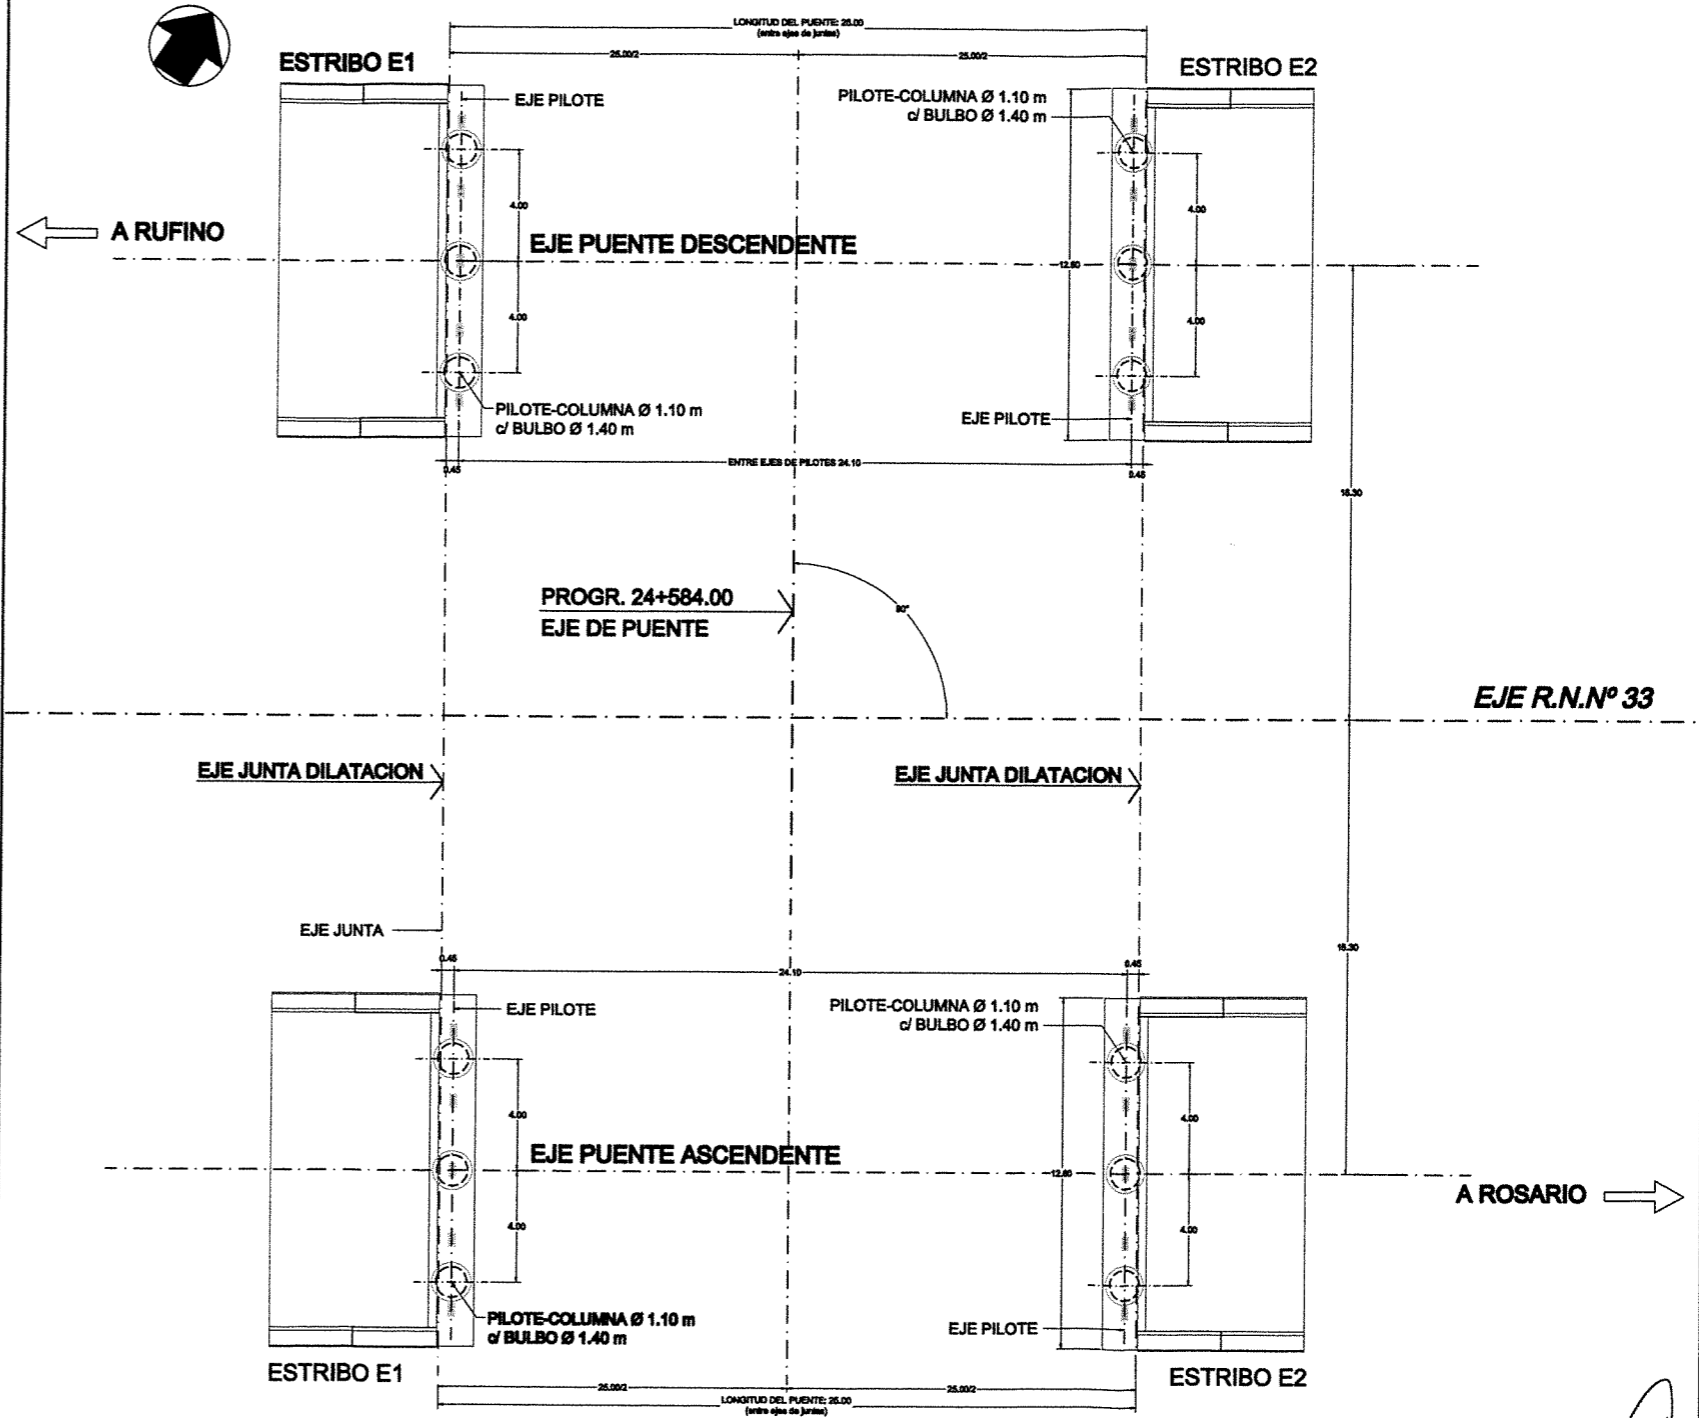 LONGITUD DEL PUENTE: 25.00
(entre ejes de juntas)
25.00/2
25.00/2
ESTRIBO E1
ESTRIBO E2
EJE PILOTE
PILOTE-COLUMNA Ø 1.10 m
c/ BULBO Ø 1.40 m
4.00
4.00
A RUFINO
EJE PUENTE DESCENDENTE
12.60
4.00
4.00
PILOTE-COLUMNA Ø 1.10 m
c/ BULBO Ø 1.40 m
EJE PILOTE
0.45
ENTRE EJES DE PILOTES 24.10
0.45
PROGR. 24+584.00
EJE DE PUENTE
90°
EJE R.N.Nº 33
EJE JUNTA DILATACION
EJE JUNTA DILATACION
EJE JUNTA
0.45
24.10
0.45
EJE PILOTE
PILOTE-COLUMNA Ø 1.10 m
c/ BULBO Ø 1.40 m
4.00
4.00
EJE PUENTE ASCENDENTE
12.60
A ROSARIO
4.00
4.00
PILOTE-COLUMNA Ø 1.10 m
c/ BULBO Ø 1.40 m
EJE PILOTE
ESTRIBO E1
ESTRIBO E2
25.00/2
25.00/2
LONGITUD DEL PUENTE: 25.00
(entre ejes de juntas)